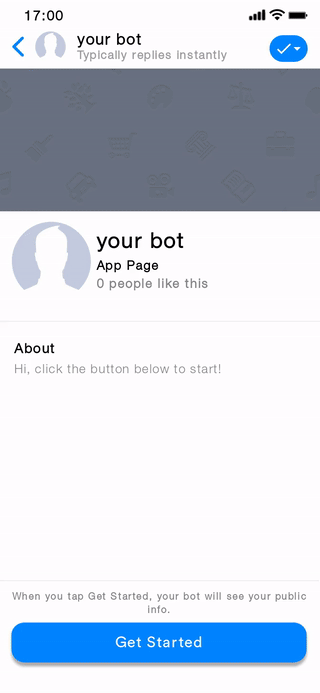 17:00
your bot
Typically replies instantly
your bot
App Page
0 people like this
About
Hi, click the button below to start!
When you tap Get Started, your bot will see your public
info.
Get Started